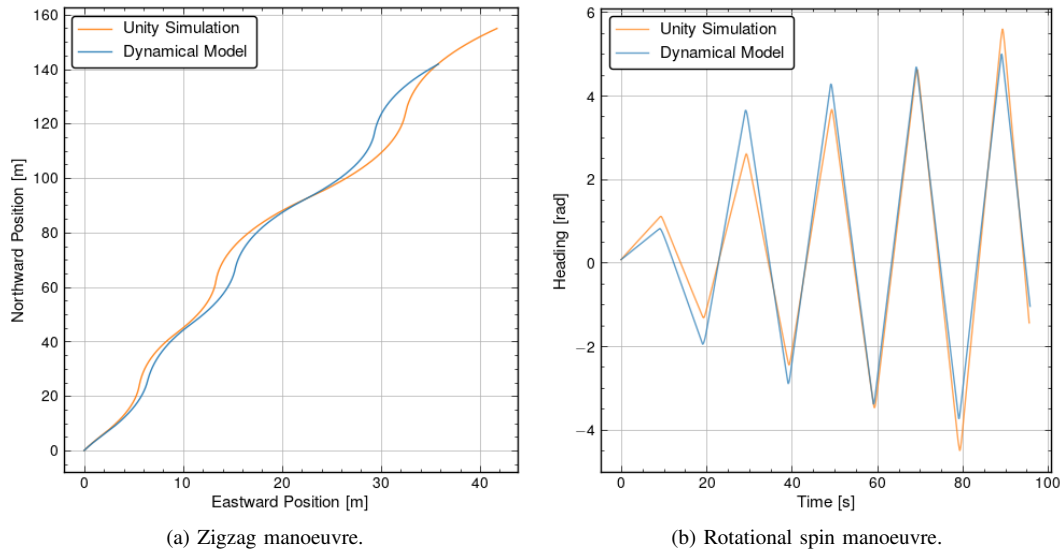 Unity Simulation
Dynamical Model
160
140
120
100
80
60
40
20
0
Northward Position [m]
0 10 20 30 40
Eastward Position [m]
(a) Zigzag manoeuvre.
Unity Simulation
Dynamical Model
6
4
2
0
−2
−4
Heading [rad]
0 20 40 60 80 100
Time [s]
(b) Rotational spin manoeuvre.